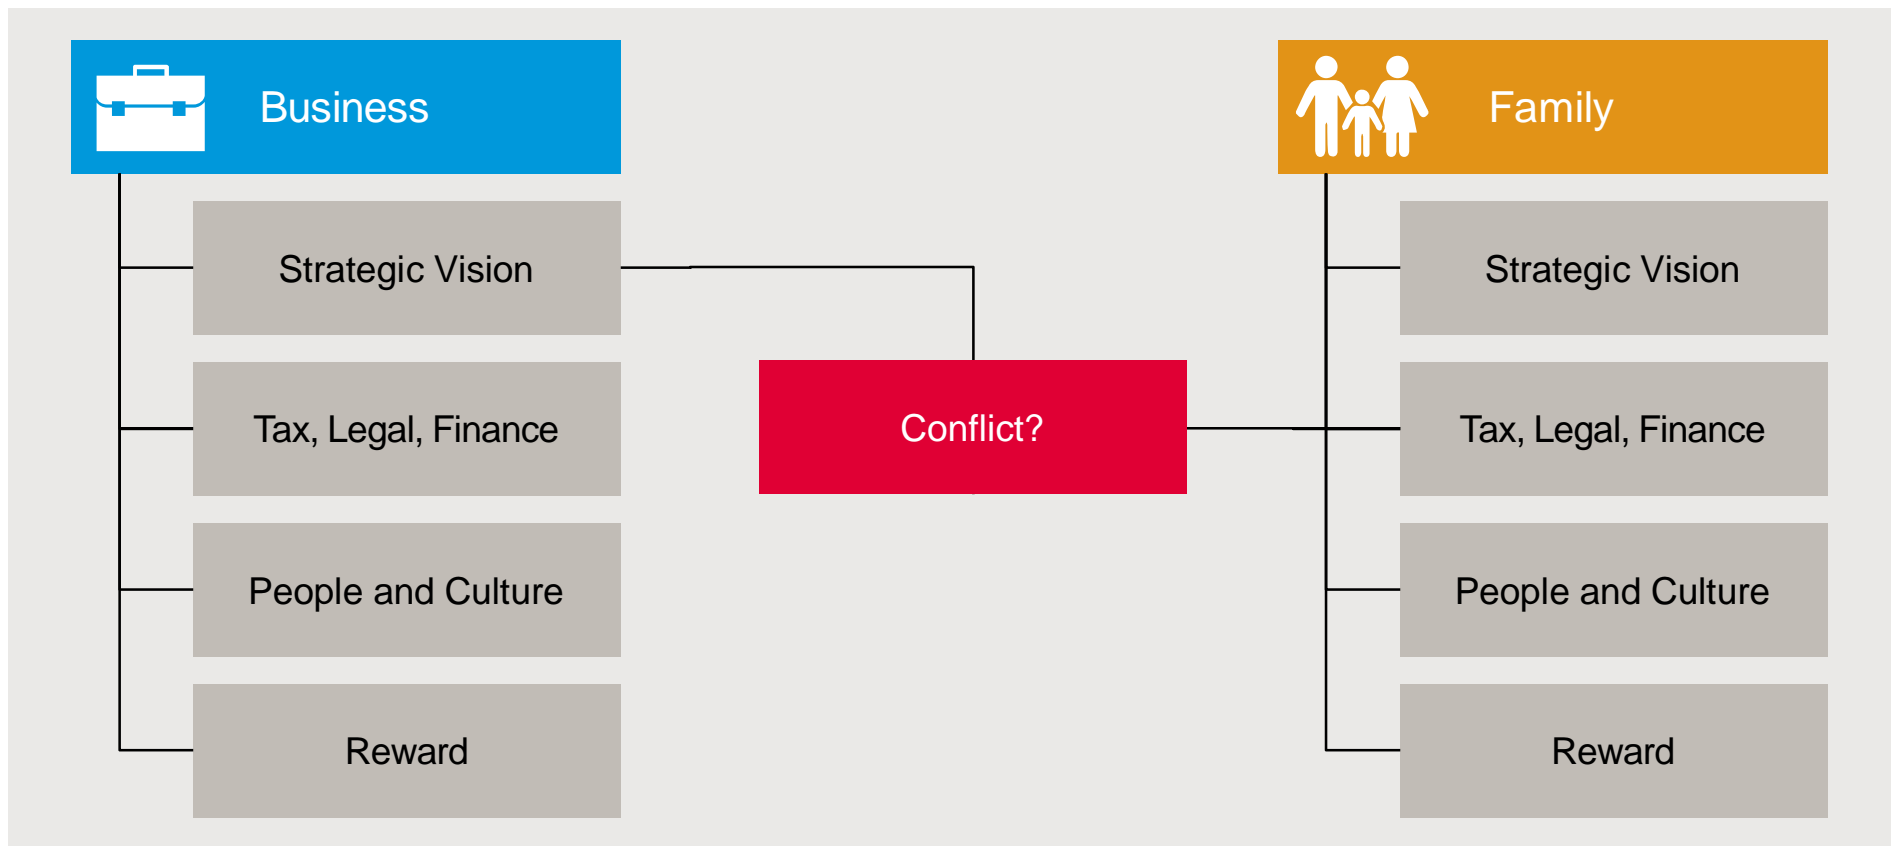 Business
Strategic Vision
Tax, Legal, Finance
People and Culture
Reward
Conflict?
Family
Strategic Vision
Tax, Legal, Finance
People and Culture
Reward